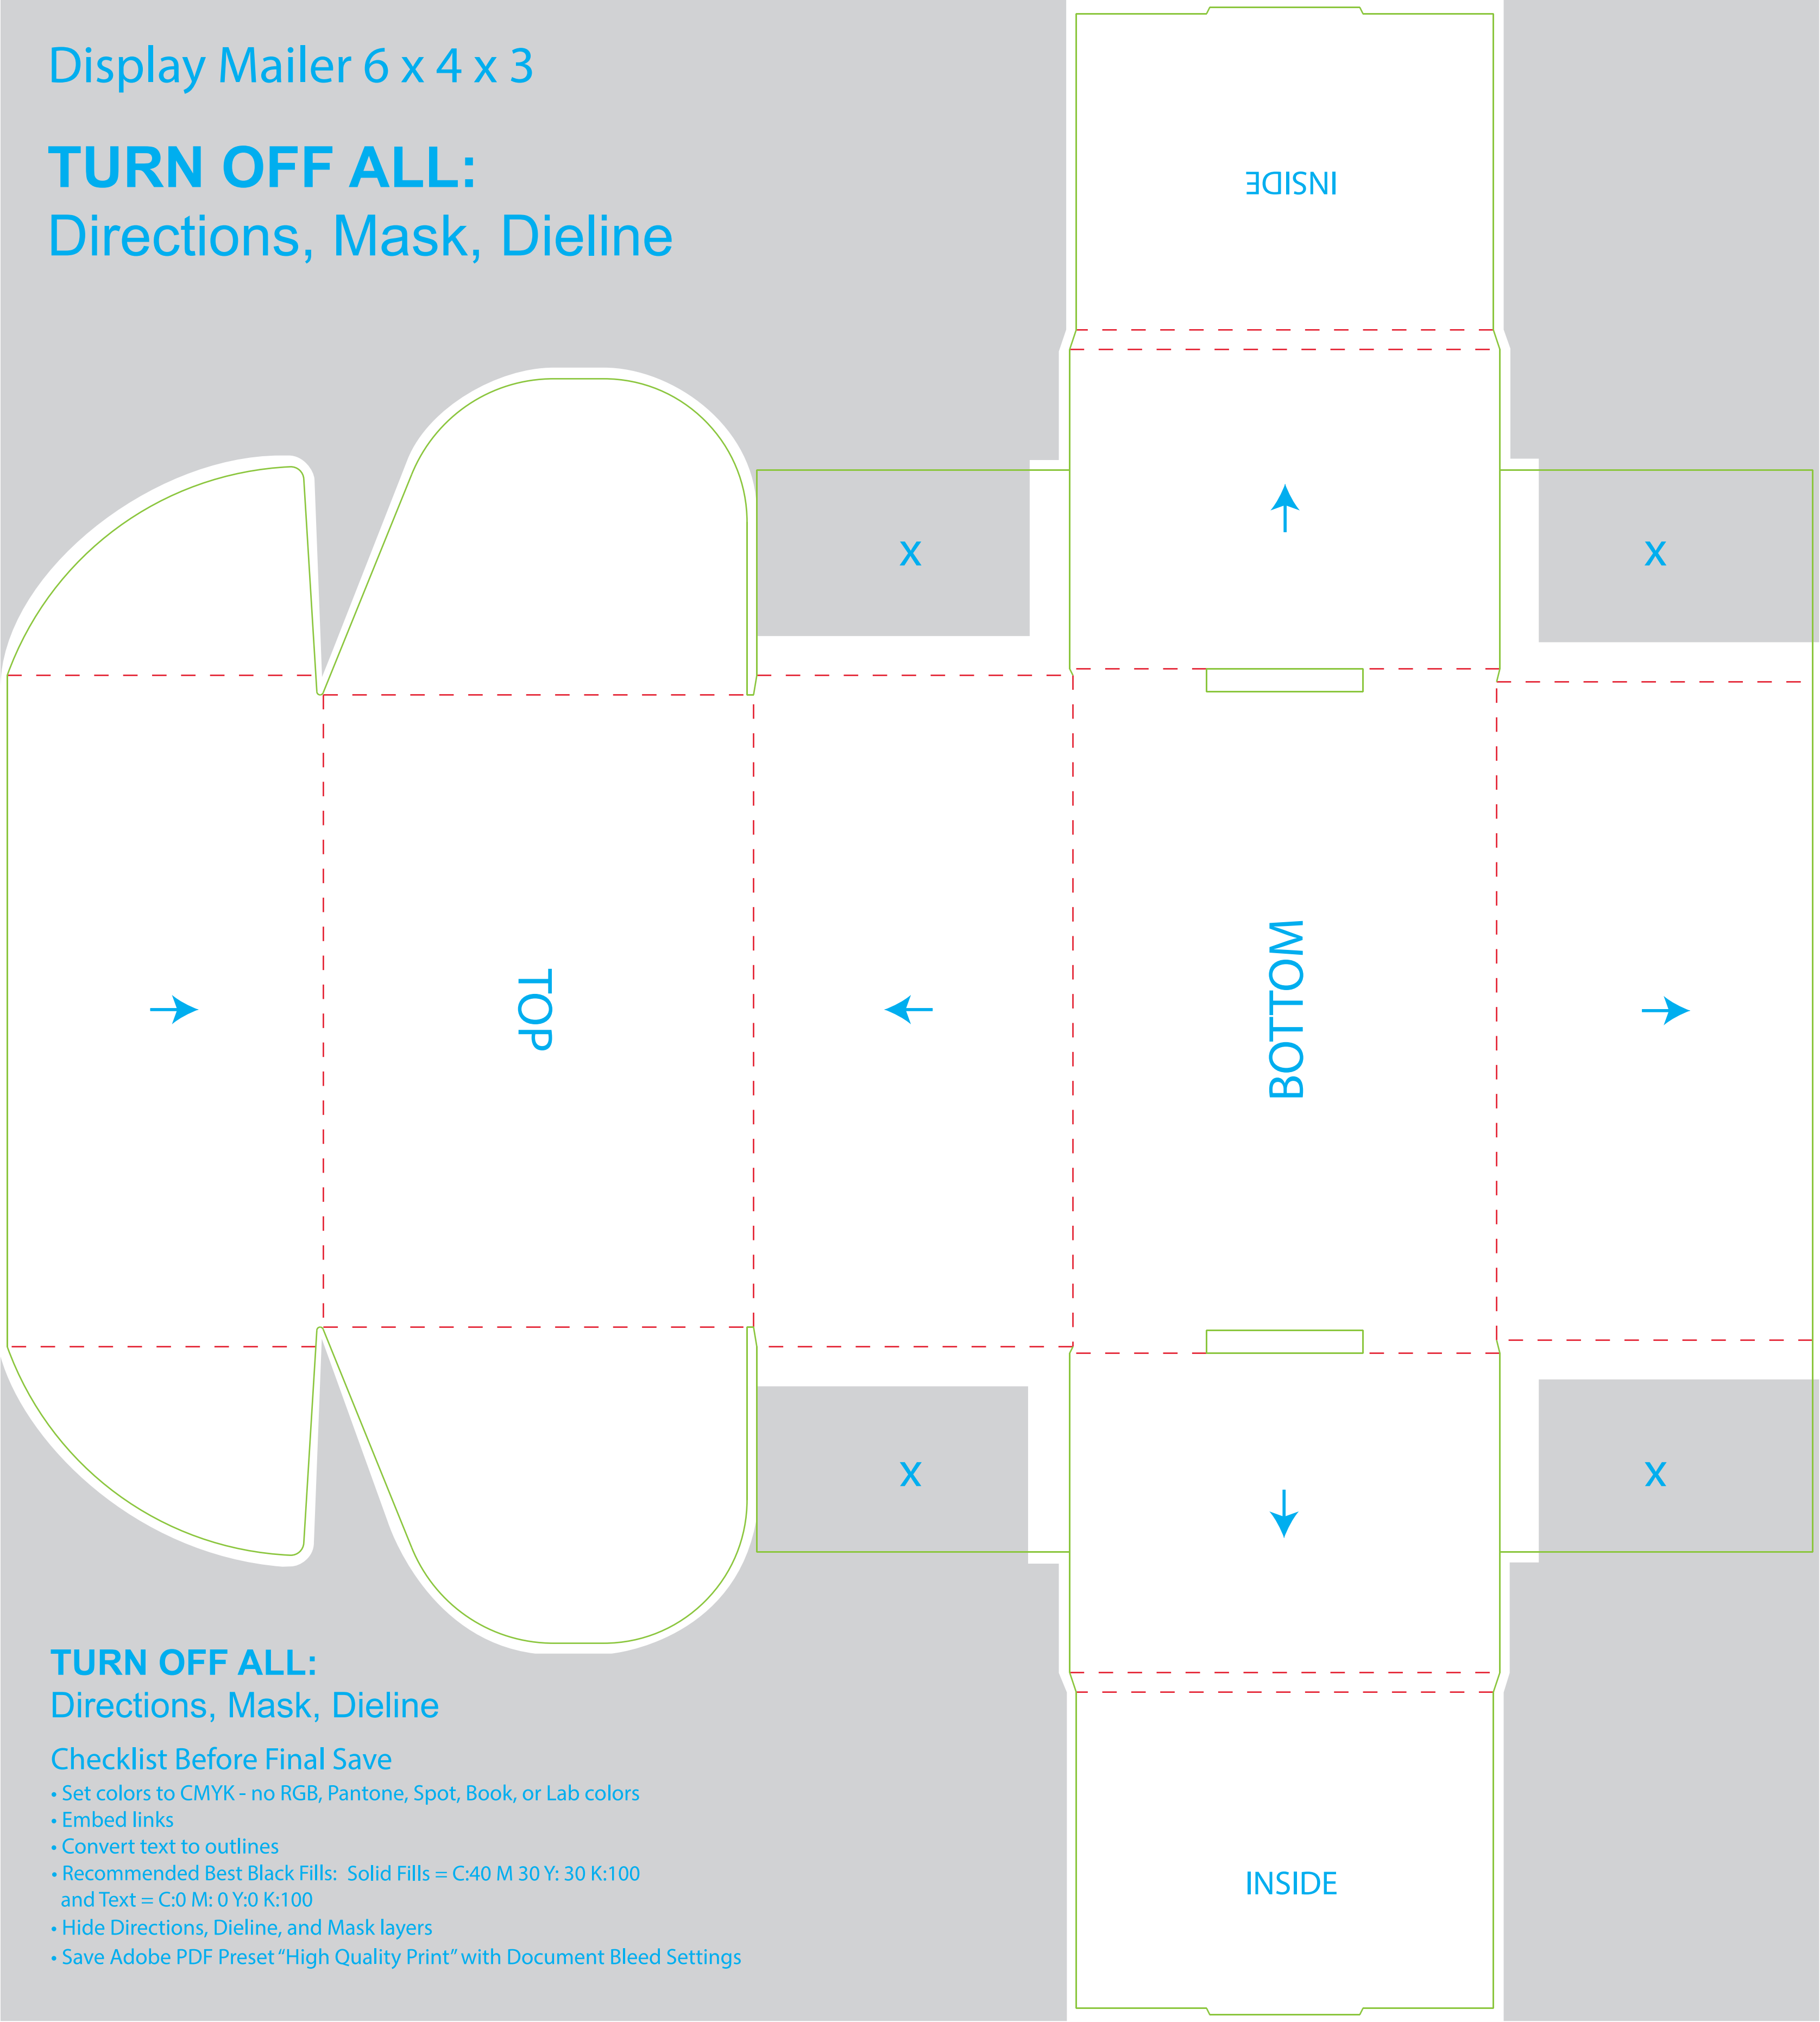 Display Mailer 6 x 4 x 3
TURN OFF ALL:
Directions, Mask, Dieline
INSIDE
x
x
TOP
BOTTOM
x
x
INSIDE
TURN OFF ALL:
Directions, Mask, Dieline
Checklist Before Final Save
• Set colors to CMYK - no RGB, Pantone, Spot, Book, or Lab colors
• Embed links
• Convert text to outlines
• Recommended Best Black Fills:  Solid Fills = C:40 M 30 Y: 30 K:100
and Text = C:0 M: 0 Y:0 K:100
• Hide Directions, Dieline, and Mask layers
• Save Adobe PDF Preset “High Quality Print” with Document Bleed Settings